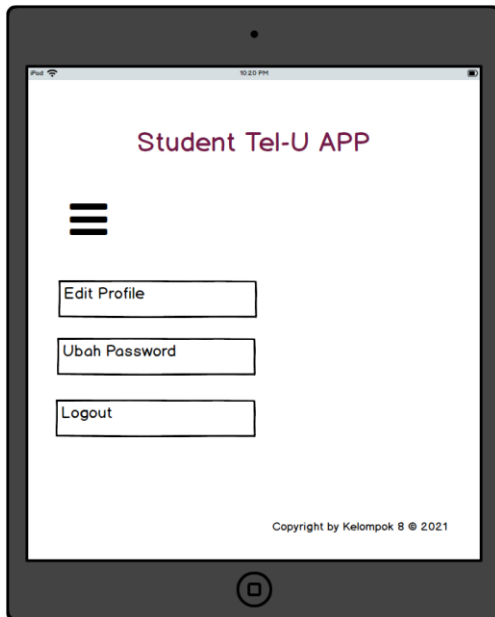 iPod 10:20 PM
Student Tel-U APP
Edit Profile
Ubah Password
Logout
Copyright by Kelompok 8 © 2021